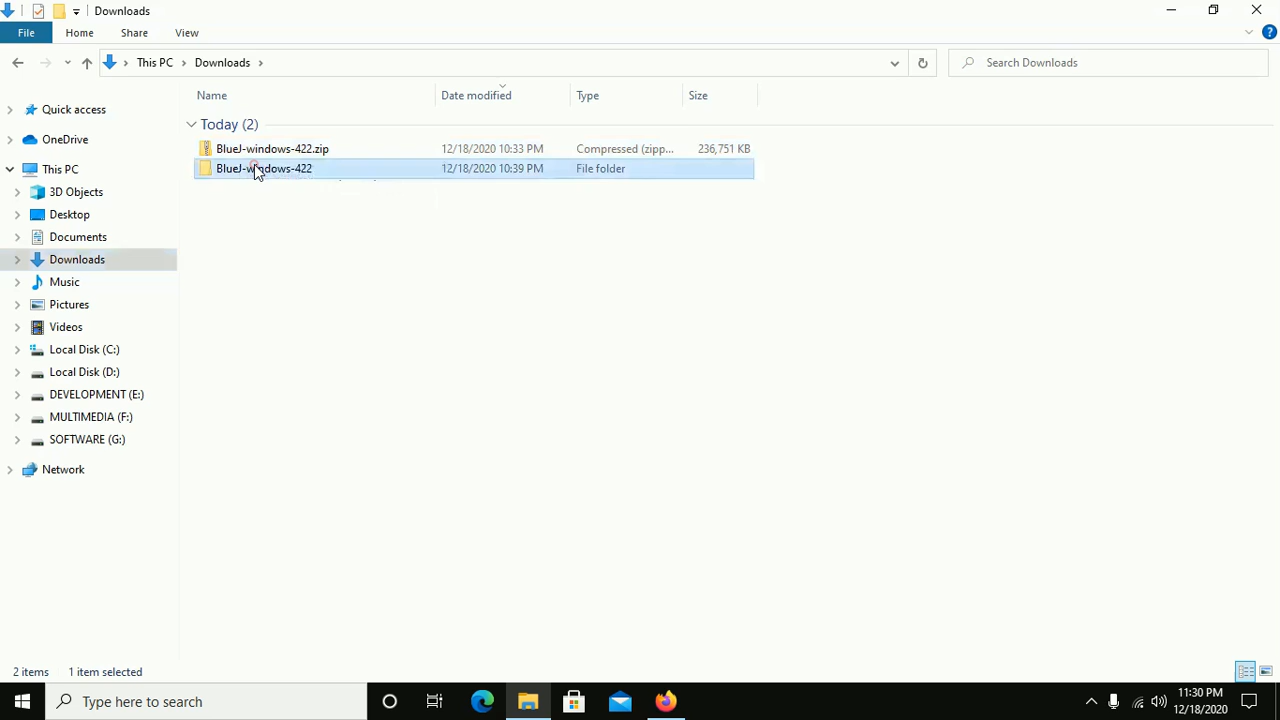 Downloads
File Home Share View
This PC Downloads Search Downloads
Name Date modified Type Size
Quick access
Today (2)
OneDrive
BlueJ-windows-422.zip 12/18/2020 10:33 PM Compressed (zipp... 236,751 KB
This PC
BlueJ-windows-422 12/18/2020 10:39 PM File folder
3D Objects
Desktop
Documents
Downloads
Music
Pictures
Videos
Local Disk (C:)
Local Disk (D:)
DEVELOPMENT (E:)
MULTIMEDIA (F:)
SOFTWARE (G:)
Network
2 items 1 item selected
Type here to search
11:30 PM
12/18/2020